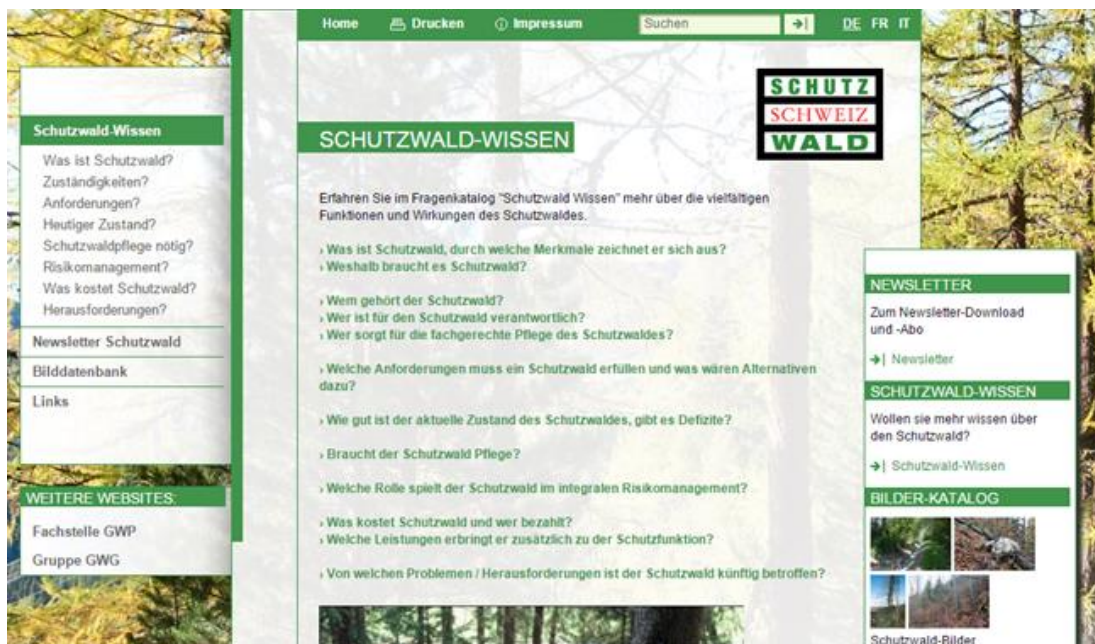 Home Drucken Impressum Suchen DE FR IT
SCHUTZ
SCHWEIZ
WALD
Schutzwald-Wissen
Was ist Schutzwald?
Zuständigkeiten?
Anforderungen?
Heutiger Zustand?
Schutzwaldpflege nötig?
Risikomanagement?
Was kostet Schutzwald?
Herausforderungen?
Newsletter Schutzwald
Bilddatenbank
Links
WEITERE WEBSITES:
Fachstelle GWP
Gruppe GWG
SCHUTZWALD-WISSEN
Erfahren Sie im Fragenkatalog "Schutzwald Wissen" mehr über die vielfältigen
Funktionen und Wirkungen des Schutzwaldes.
› Was ist Schutzwald, durch welche Merkmale zeichnet er sich aus?
› Weshalb braucht es Schutzwald?
› Wem gehört der Schutzwald?
› Wer ist für den Schutzwald verantwortlich?
› Wer sorgt für die fachgerechte Pflege des Schutzwaldes?
› Welche Anforderungen muss ein Schutzwald erfüllen und was wären Alternativen
dazu?
› Wie gut ist der aktuelle Zustand des Schutzwaldes, gibt es Defizite?
› Braucht der Schutzwald Pflege?
› Welche Rolle spielt der Schutzwald im integralen Risikomanagement?
› Was kostet Schutzwald und wer bezahlt?
› Welche Leistungen erbringt er zusätzlich zu der Schutzfunktion?
› Von welchen Problemen / Herausforderungen ist der Schutzwald künftig betroffen?
NEWSLETTER
Zum Newsletter-Download
und -Abo
Newsletter
SCHUTZWALD-WISSEN
Wollen sie mehr wissen über
den Schutzwald?
Schutzwald-Wissen
BILDER-KATALOG
Schutzwald-Bilder